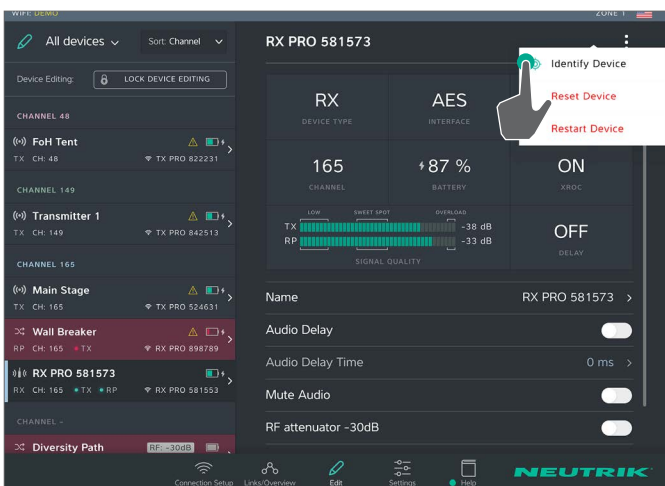 WIFI: DEMO
ZONE 1
All devices
Sort: Channel
Device Editing:
LOCK DEVICE EDITING
CHANNEL 48
FoH Tent
TX CH: 48
TX PRO 822231
CHANNEL 149
Transmitter 1
TX CH: 149
TX PRO 842513
CHANNEL 165
Main Stage
TX CH: 165
TX PRO 524631
Wall Breaker
RP CH: 165 TX
RX PRO 898789
RX PRO 581573
RX CH: 165 TX RP
RX PRO 581553
CHANNEL -
Diversity Path
RF: -30dB
RX PRO 581573
Identify Device
Reset Device
Restart Device
RX
DEVICE TYPE
AES
INTERFACE
165
CHANNEL
87 %
BATTERY
ON
XROC
LOW SWEET SPOT OVERLOAD
TX -38 dB
RP -33 dB
SIGNAL QUALITY
OFF
DELAY
Name RX PRO 581573
Audio Delay
Audio Delay Time 0 ms
Mute Audio
RF attenuator -30dB
Connection Setup
Links/Overview
Edit
Settings
Help
NEUTRIK